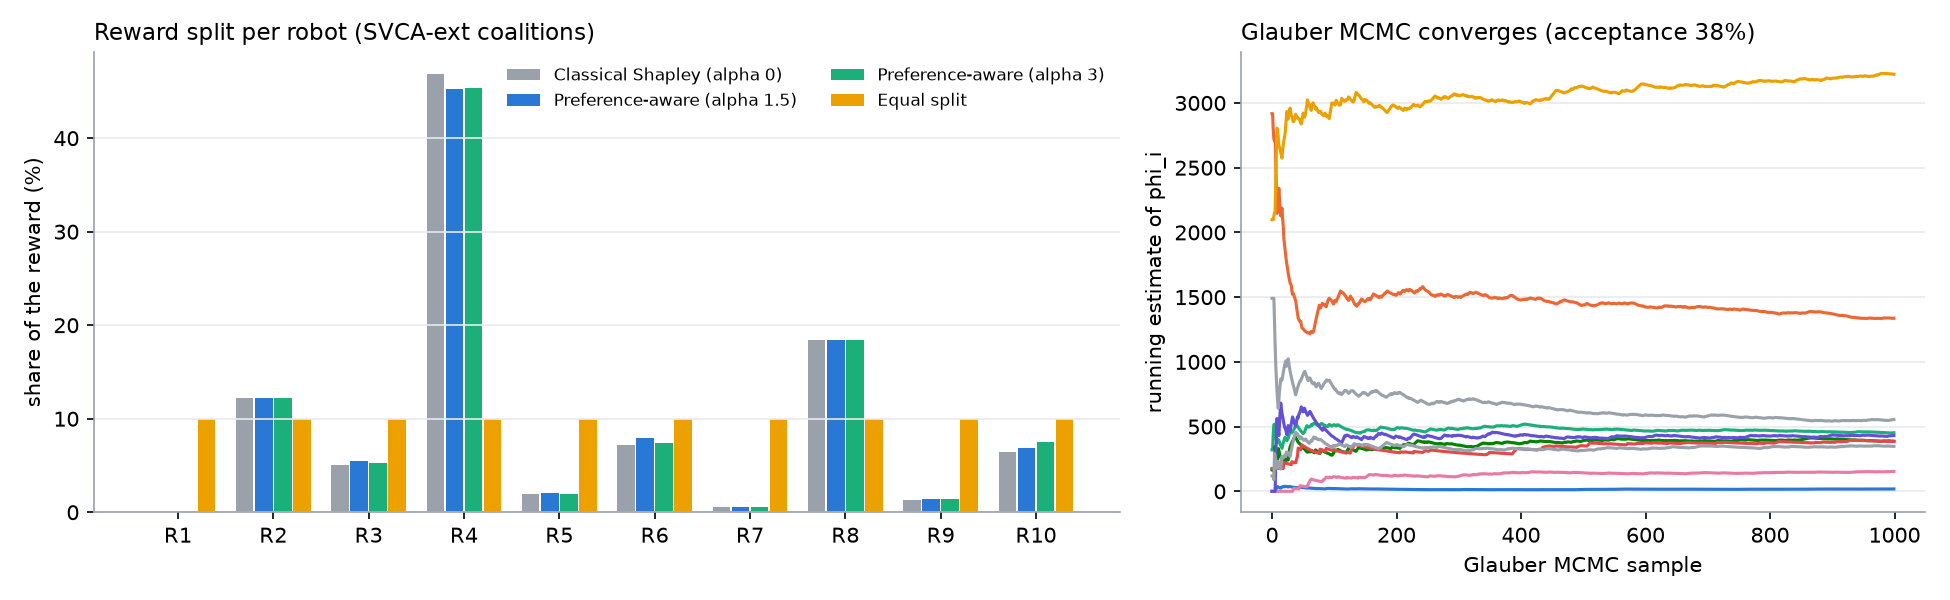 Reward split per robot (SVCA-ext coalitions)
Classical Shapley (alpha 0)
Preference-aware (alpha 1.5)
Preference-aware (alpha 3)
Equal split
share of the reward (%)
40
30
20
10
0
R1 R2 R3 R4 R5 R6 R7 R8 R9 R10
Glauber MCMC converges (acceptance 38%)
running estimate of phi_i
3000
2500
2000
1500
1000
500
0
0 200 400 600 800 1000
Glauber MCMC sample